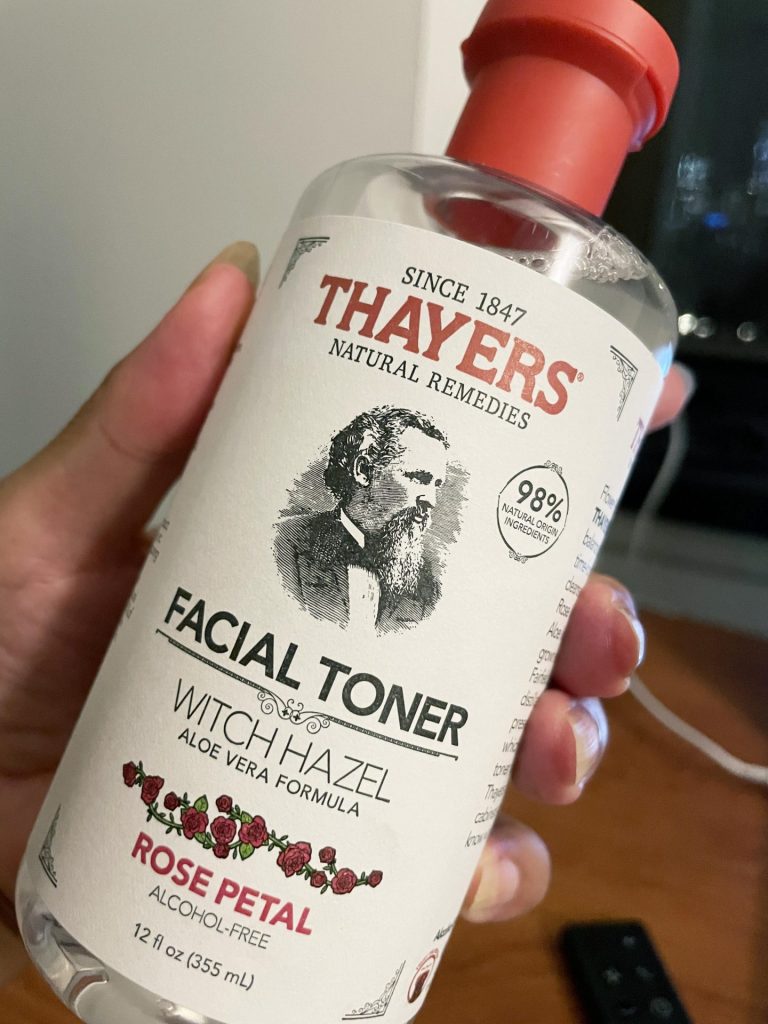 SINCE 1847
THAYERS®
NATURAL REMEDIES
98%
NATURAL ORIGIN
INGREDIENTS
FACIAL TONER
WITCH HAZEL
ALOE VERA FORMULA
ROSE PETAL
ALCOHOL-FREE
12 fl oz (355 mL)